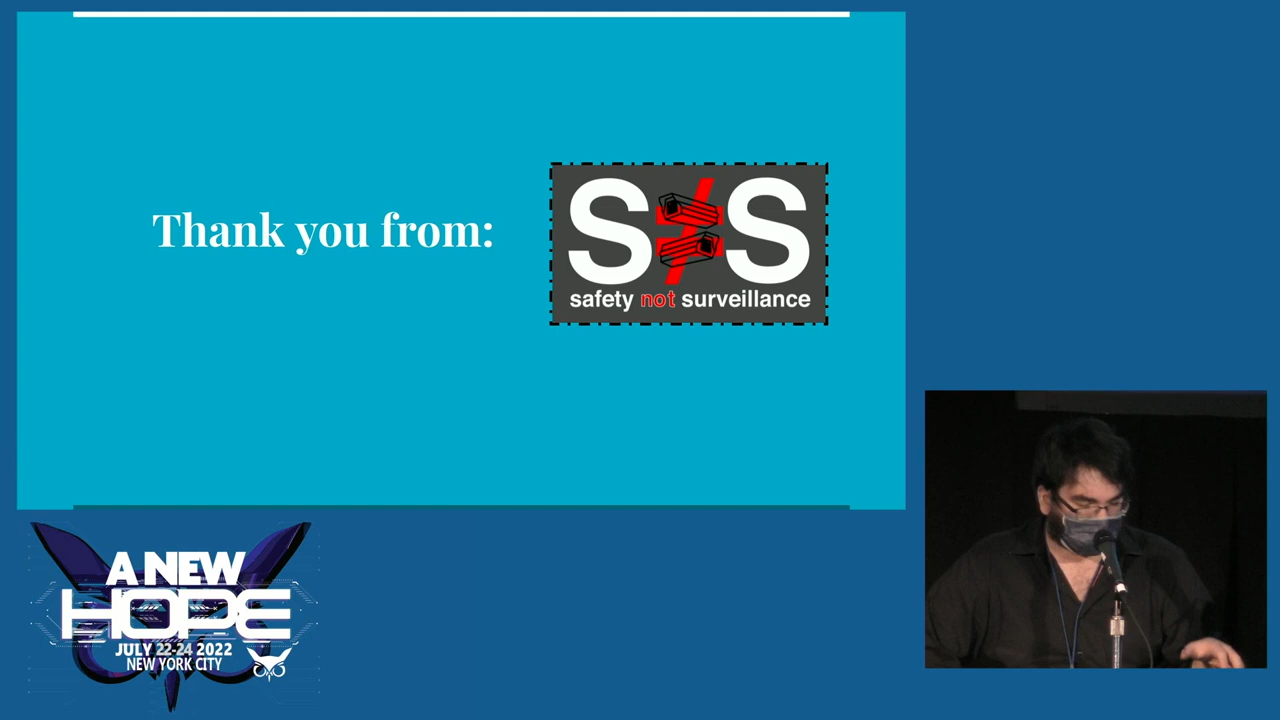 Thank you from:
S≠S
safety not surveillance
A NEW
HOPE
JULY 22-24 2022
NEW YORK CITY